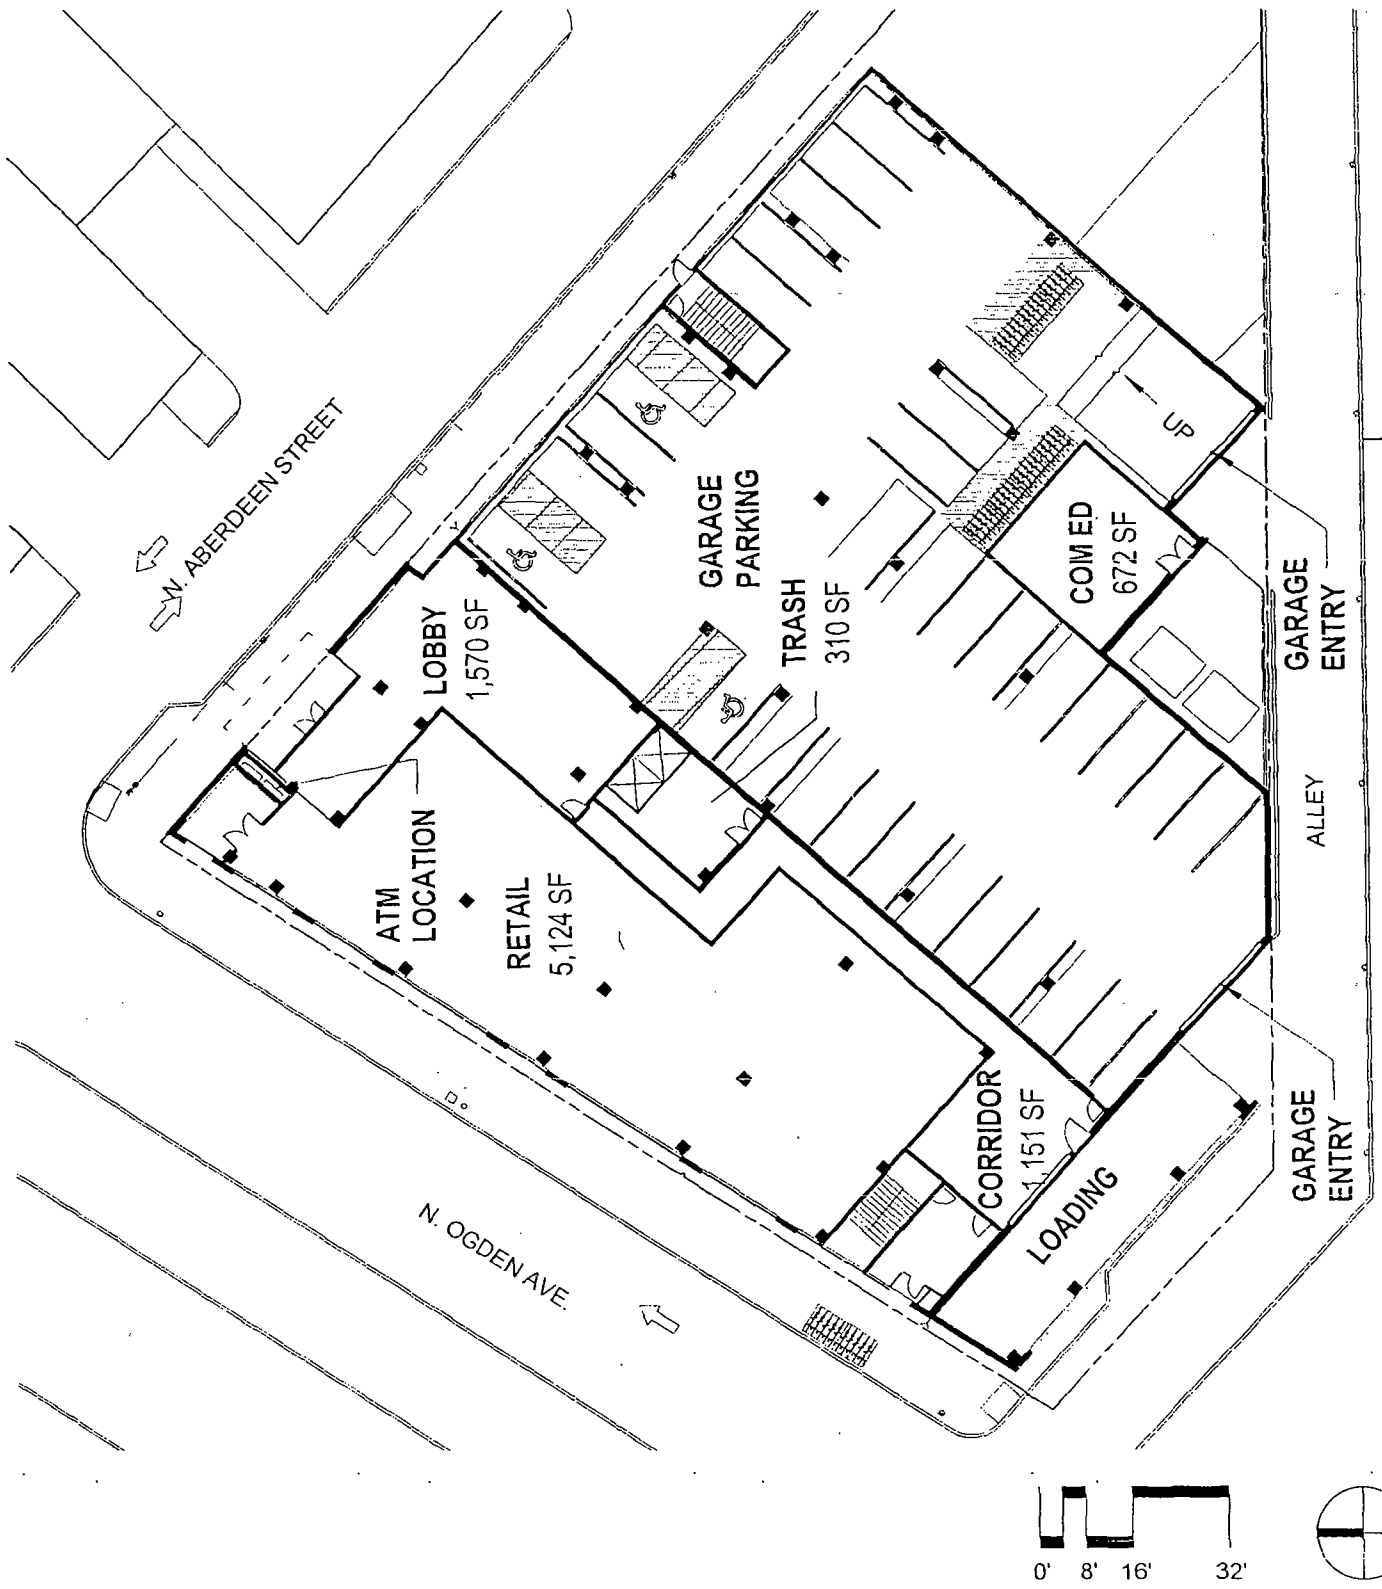 N. ABERDEEN STREET
LOBBY
1,570 SF
GARAGE
PARKING
TRASH
310 SF
UP
COM ED
672 SF
GARAGE
ENTRY
ATM
LOCATION
RETAIL
5,124 SF
ALLEY
CORRIDOR
1,151 SF
LOADING
GARAGE
ENTRY
N. OGDEN AVE.
0' 8' 16' 32'